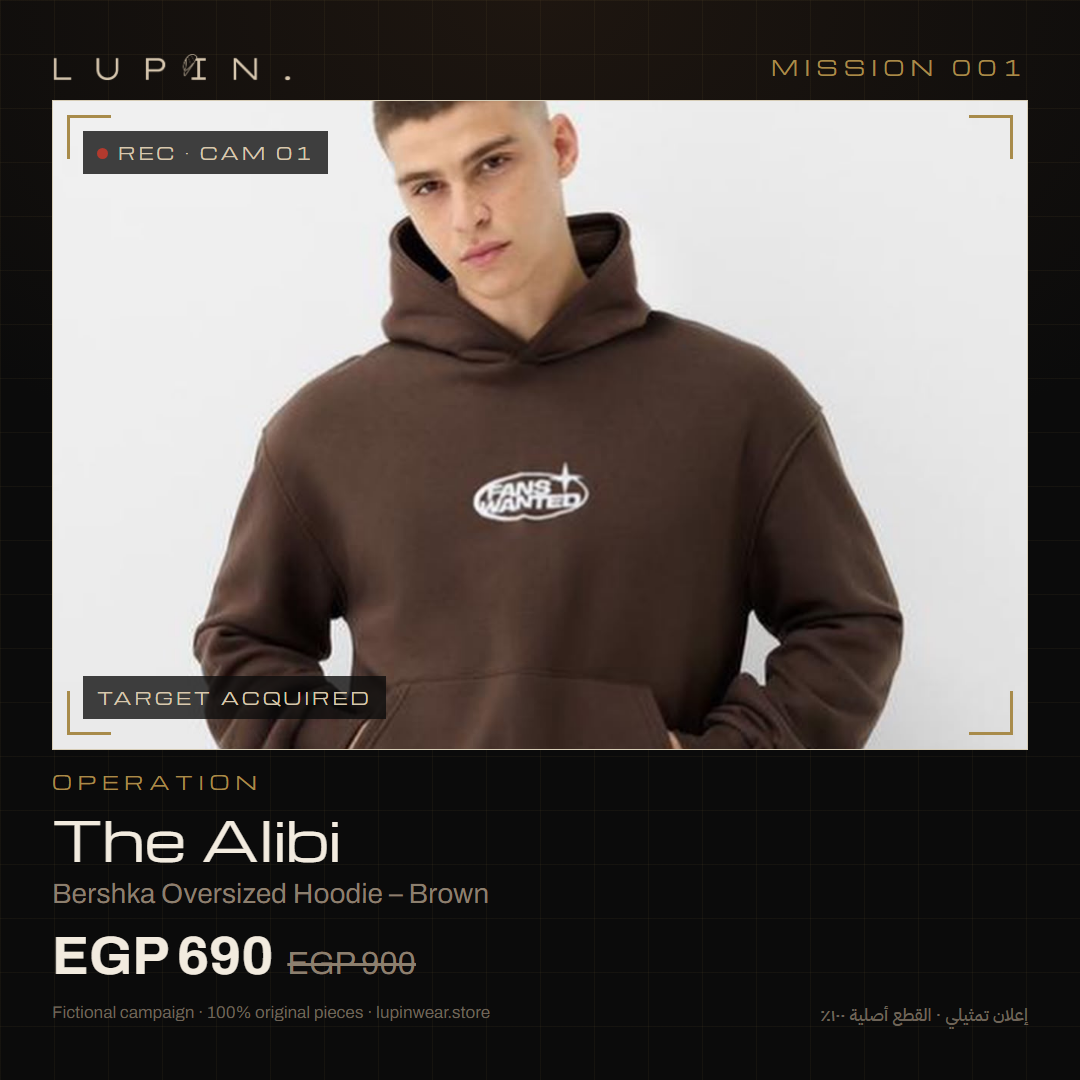 LUPIN.
MISSION 001
REC · CAM 01
FANS
WANTED
TARGET ACQUIRED
OPERATION
The Alibi
Bershka Oversized Hoodie – Brown
EGP 690 EGP 900
Fictional campaign · 100% original pieces · lupinwear.store
إعلان تمثيلي · القطع أصلية ١٠٠٪